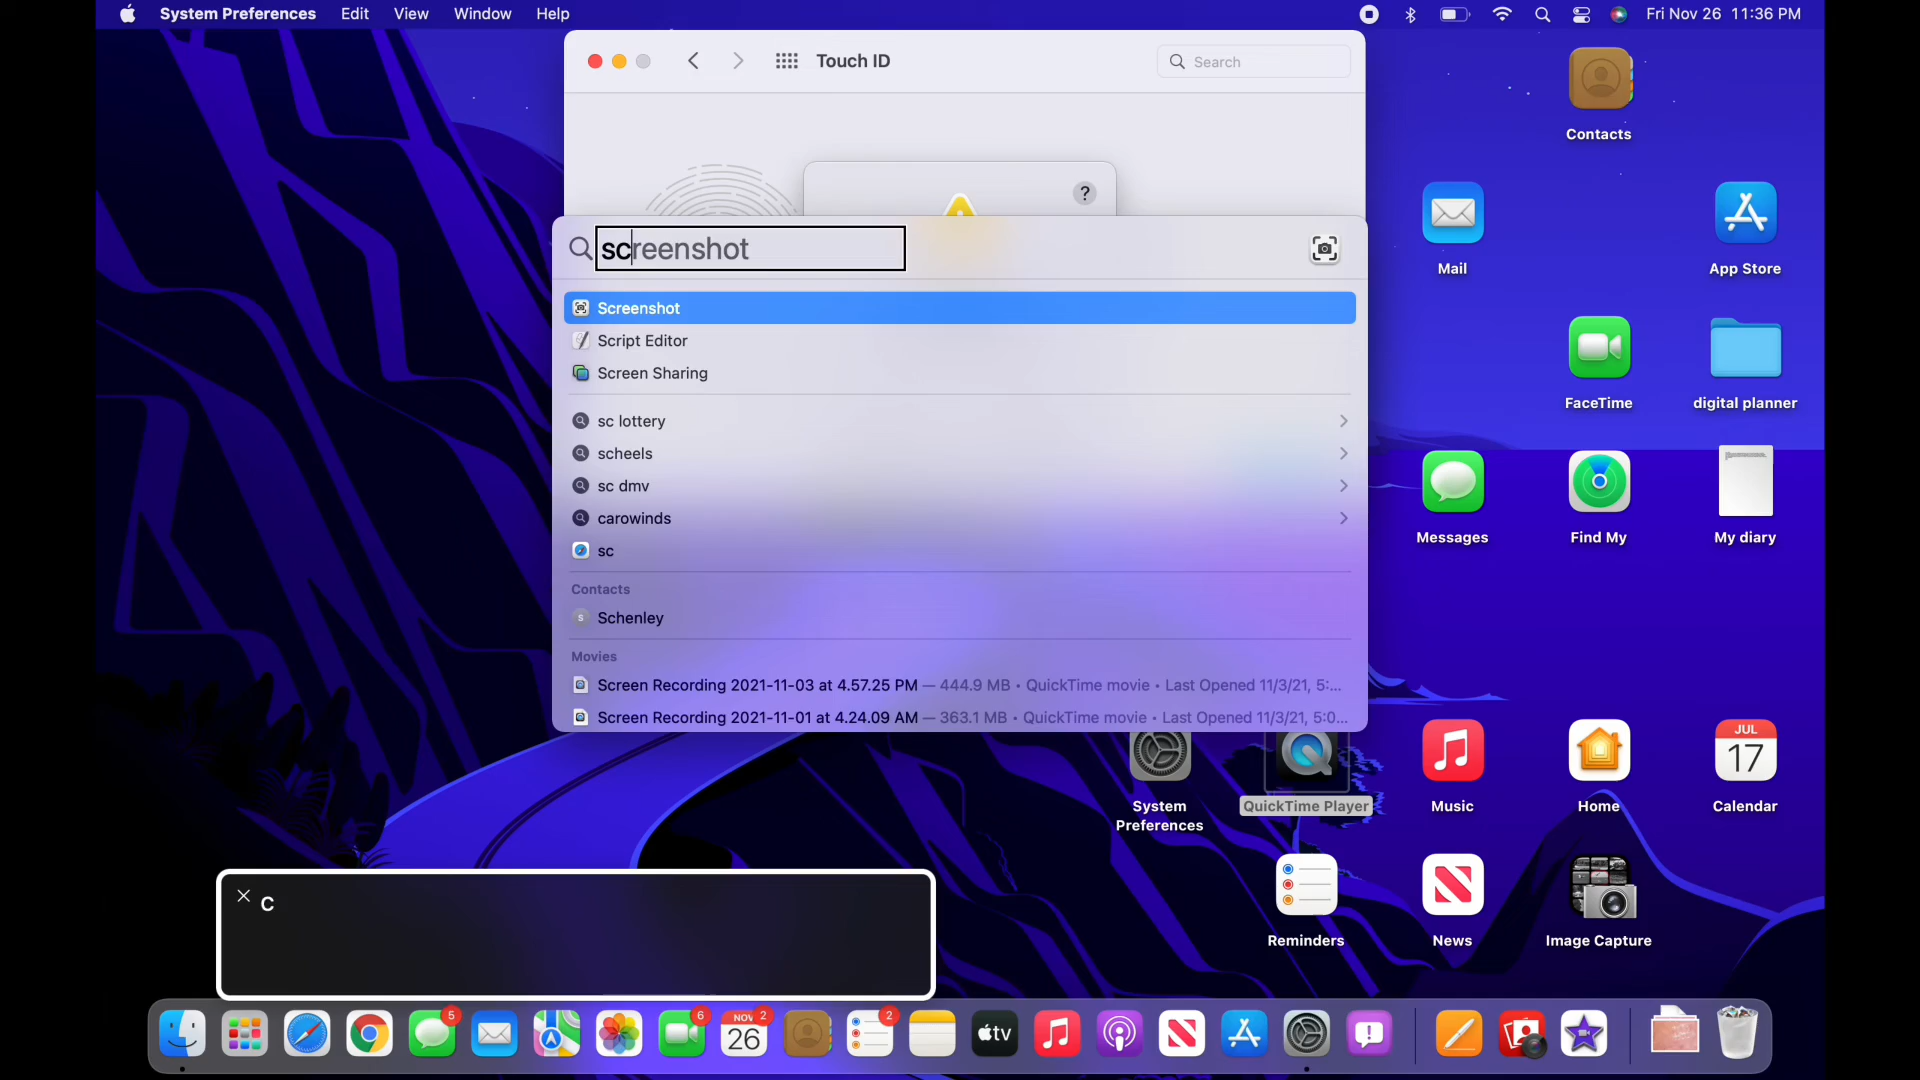 System Preferences Edit View Window Help
Fri Nov 26 11:36 PM
Touch ID
Search
?
screenshot
Screenshot
Script Editor
Screen Sharing
sc lottery
scheels
sc dmv
carowinds
sc
Contacts
S Schenley
Movies
Screen Recording 2021-11-03 at 4.57.25 PM — 444.9 MB • QuickTime movie • Last Opened 11/3/21, 5:...
Screen Recording 2021-11-01 at 4.24.09 AM — 363.1 MB • QuickTime movie • Last Opened 11/3/21, 5:0...
Contacts
Mail
App Store
FaceTime
digital planner
Messages
Find My
My diary
JUL
17
System
Preferences
QuickTime Player
Music
Home
Calendar
Reminders
News
Image Capture
c
5
6
NOV 2
26
2
tv